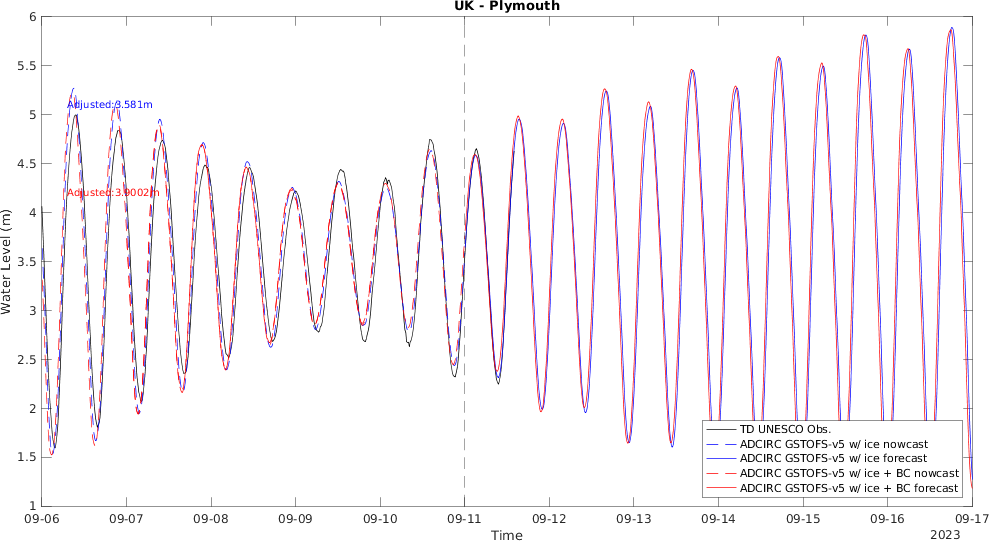 UK - Plymouth
6
5.5
5
4.5
4
3.5
3
2.5
2
1.5
1
Water Level (m)
Adjusted:3.581m
Adjusted:3.9002m
TD UNESCO Obs.
ADCIRC GSTOFS-v5 w/ ice nowcast
ADCIRC GSTOFS-v5 w/ ice forecast
ADCIRC GSTOFS-v5 w/ ice + BC nowcast
ADCIRC GSTOFS-v5 w/ ice + BC forecast
09-06 09-07 09-08 09-09 09-10 09-11 09-12 09-13 09-14 09-15 09-16 09-17
Time
2023